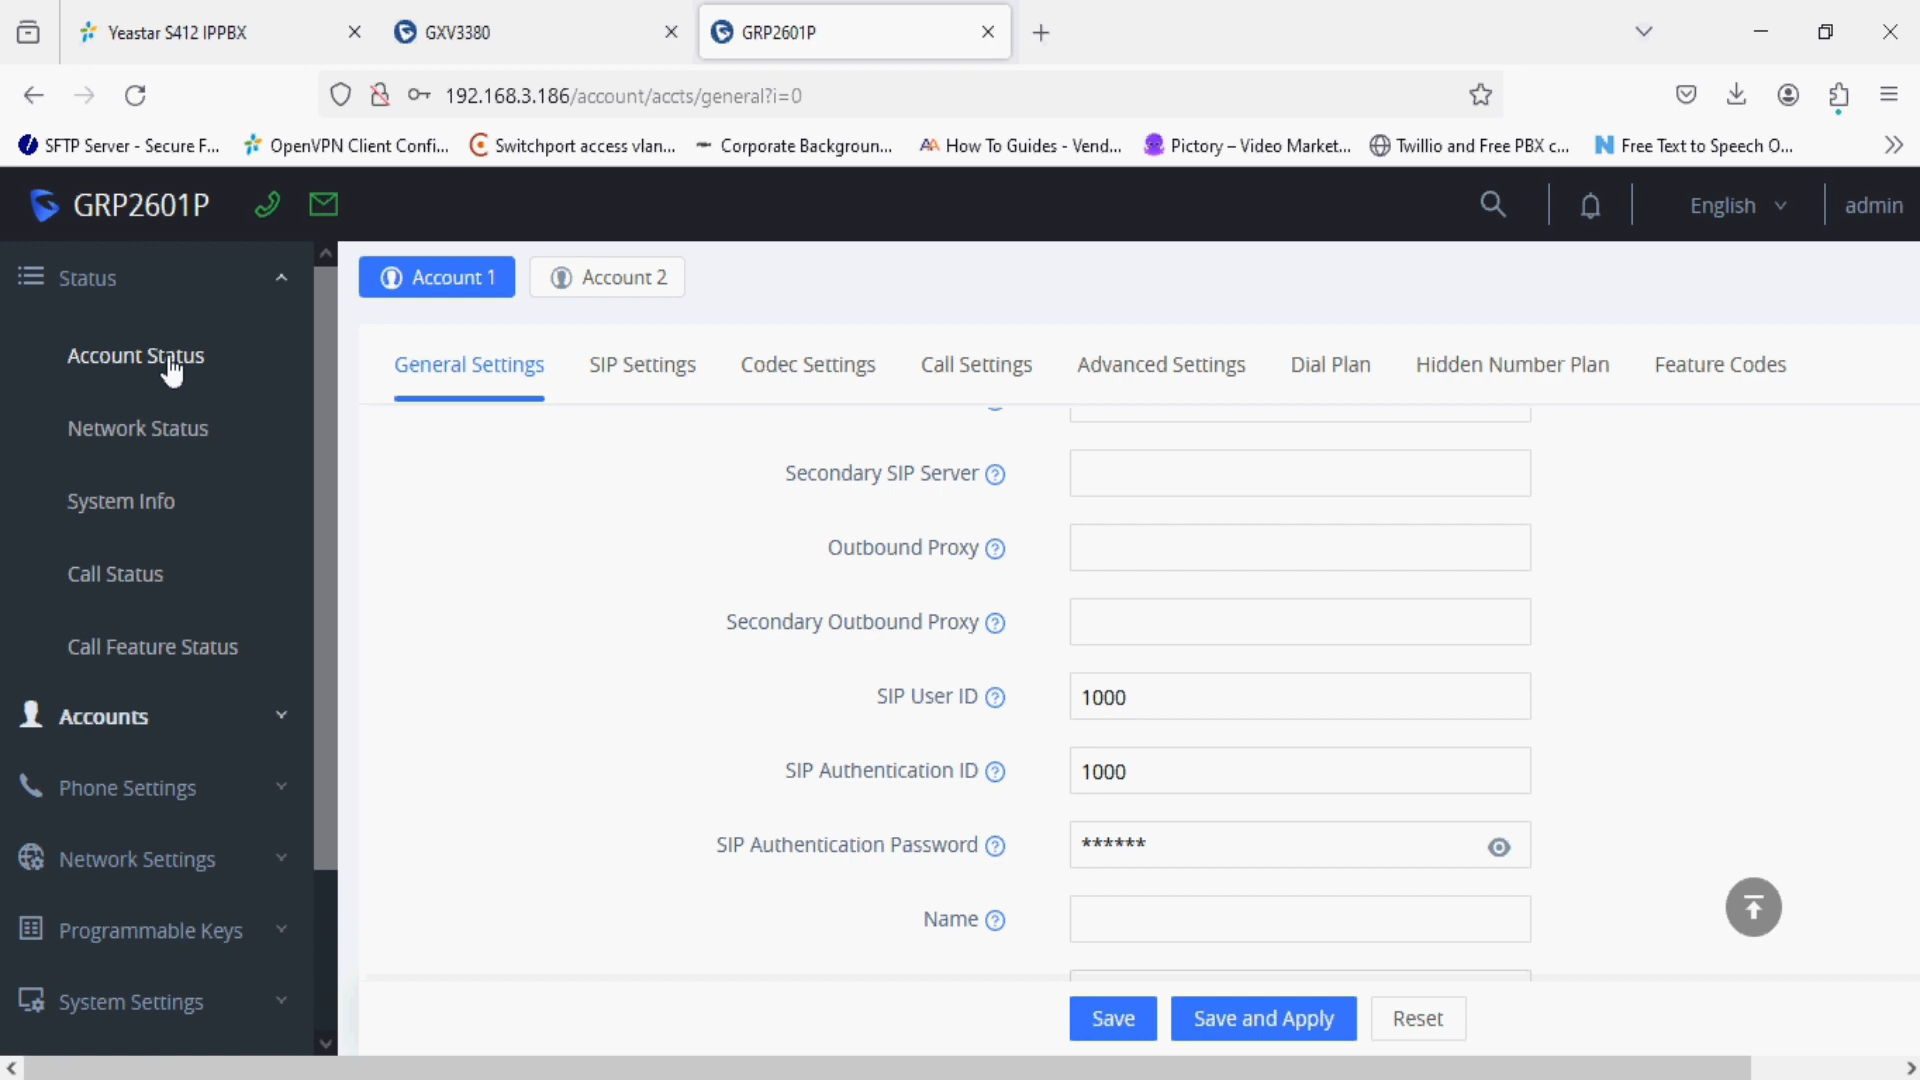 Yeastar S412 IPPBX
GXV3380
GRP2601P
192.168.3.186/account/accts/general?i=0
SFTP Server - Secure F...
OpenVPN Client Confi...
Switchport access vlan...
Corporate Backgroun...
How To Guides - Vend...
Pictory – Video Market...
Twillio and Free PBX c...
Free Text to Speech O...
GRP2601P
English
admin
Status
Account Status
Network Status
System Info
Call Status
Call Feature Status
Accounts
Phone Settings
Network Settings
Programmable Keys
System Settings
Account 1
Account 2
General Settings
SIP Settings
Codec Settings
Call Settings
Advanced Settings
Dial Plan
Hidden Number Plan
Feature Codes
Secondary SIP Server
Outbound Proxy
Secondary Outbound Proxy
SIP User ID
1000
SIP Authentication ID
1000
SIP Authentication Password
******
Name
Save
Save and Apply
Reset